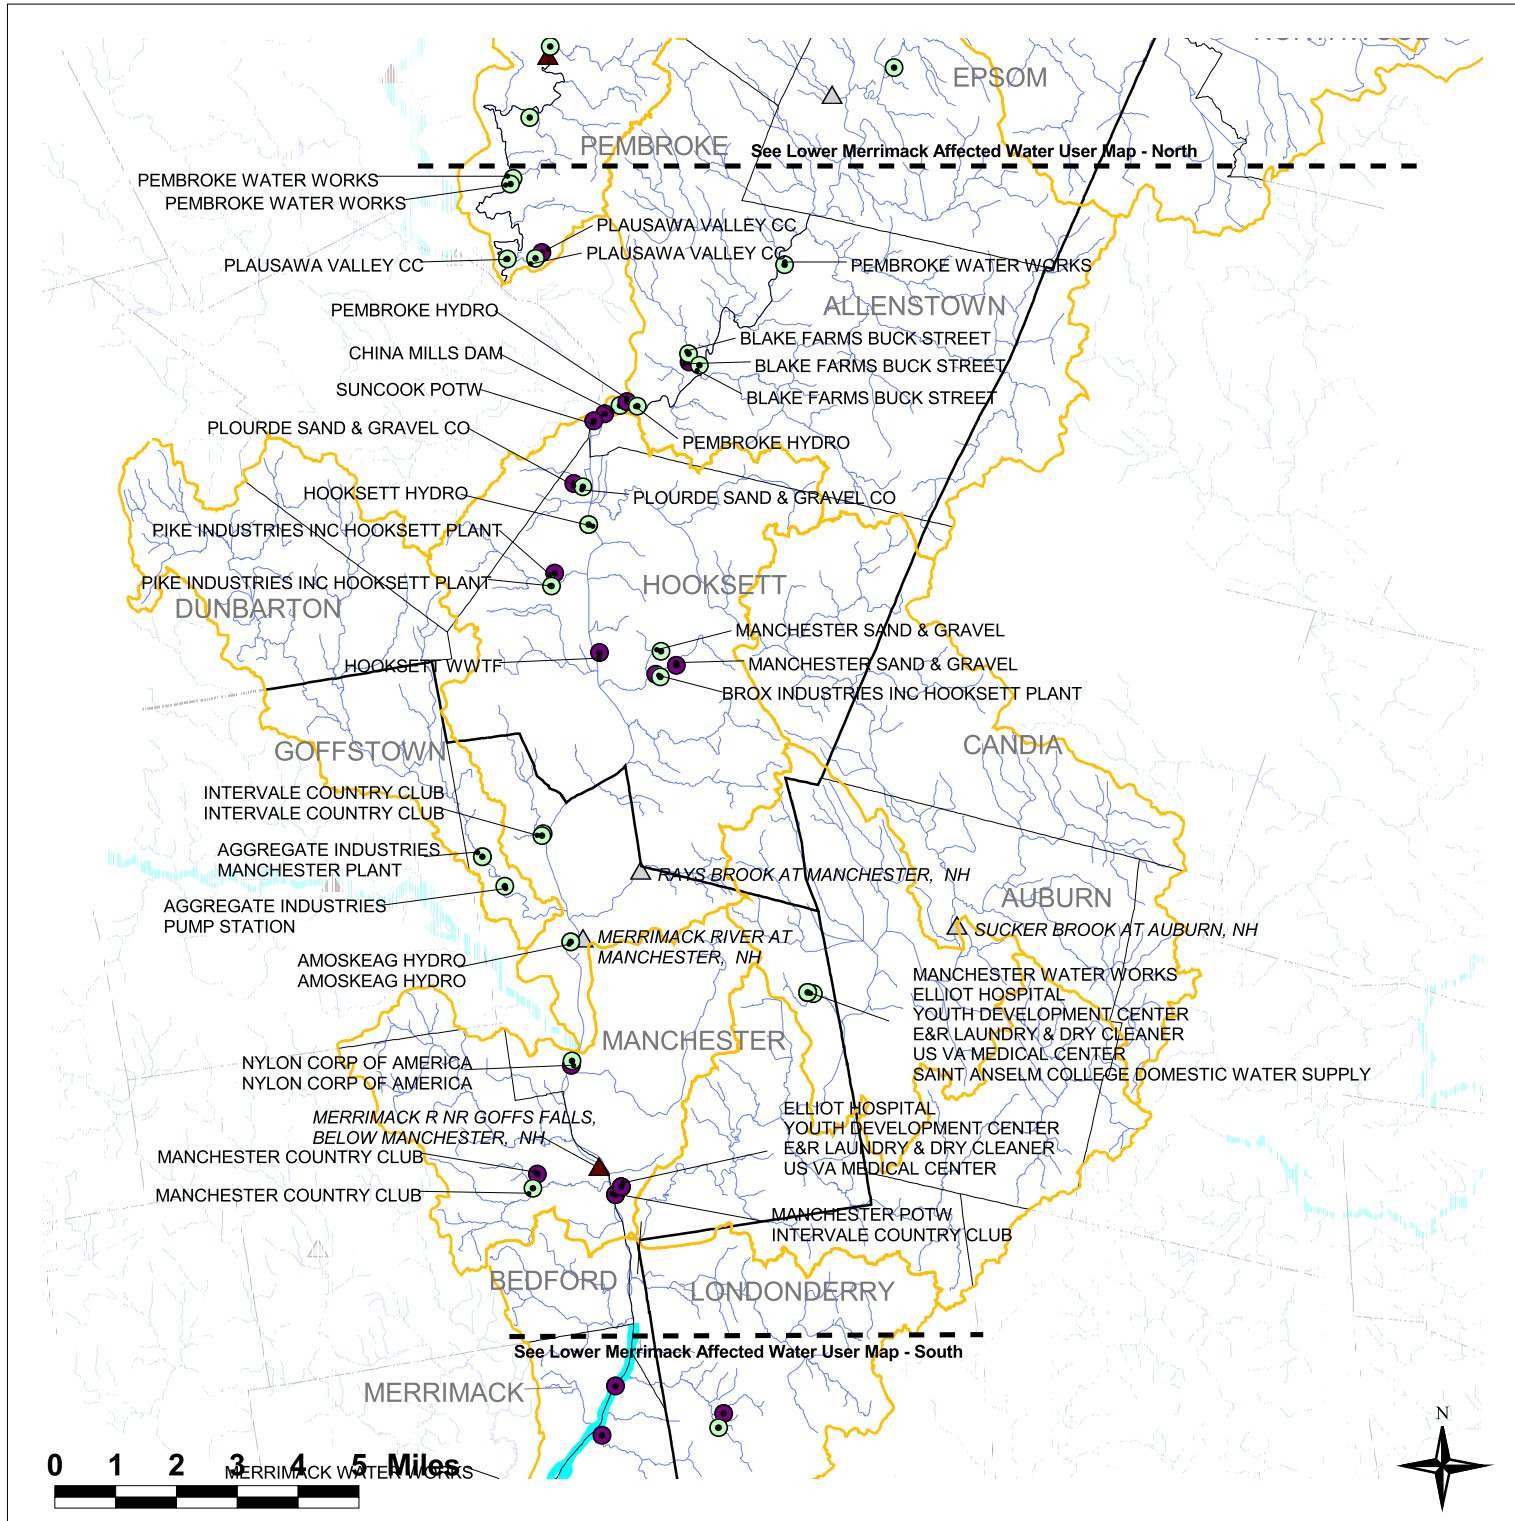 EPSOM
PEMBROKE
See Lower Merrimack Affected Water User Map - North
PEMBROKE WATER WORKS
PEMBROKE WATER WORKS
PLAUSAWA VALLEY CC
PLAUSAWA VALLEY CC
PLAUSAWA VALLEY CC
PEMBROKE WATER WORKS
ALLENSTOWN
PEMBROKE HYDRO
BLAKE FARMS BUCK STREET
CHINA MILLS DAM
BLAKE FARMS BUCK STREET
SUNCOOK POTW
BLAKE FARMS BUCK STREET
PLOURDE SAND & GRAVEL CO
PEMBROKE HYDRO
HOOKSETT HYDRO
PLOURDE SAND & GRAVEL CO
PIKE INDUSTRIES INC HOOKSETT PLANT
PIKE INDUSTRIES INC HOOKSETT PLANT
HOOKSETT
DUNBARTON
MANCHESTER SAND & GRAVEL
HOOKSETT WWTF
MANCHESTER SAND & GRAVEL
BROX INDUSTRIES INC HOOKSETT PLANT
GOFFSTOWN
CANDIA
INTERVALE COUNTRY CLUB
INTERVALE COUNTRY CLUB
AGGREGATE INDUSTRIES
MANCHESTER PLANT
RAYS BROOK AT MANCHESTER, NH
AUBURN
AGGREGATE INDUSTRIES
PUMP STATION
SUCKER BROOK AT AUBURN, NH
MERRIMACK RIVER AT
MANCHESTER, NH
AMOSKEAG HYDRO
AMOSKEAG HYDRO
MANCHESTER WATER WORKS
ELLIOT HOSPITAL
YOUTH DEVELOPMENT CENTER
E&R LAUNDRY & DRY CLEANER
US VA MEDICAL CENTER
SAINT ANSELM COLLEGE DOMESTIC WATER SUPPLY
MANCHESTER
NYLON CORP OF AMERICA
NYLON CORP OF AMERICA
MERRIMACK R NR GOFFS FALLS,
BELOW MANCHESTER, NH
ELLIOT HOSPITAL
YOUTH DEVELOPMENT CENTER
E&R LAUNDRY & DRY CLEANER
US VA MEDICAL CENTER
MANCHESTER COUNTRY CLUB
MANCHESTER COUNTRY CLUB
MANCHESTER POTW
INTERVALE COUNTRY CLUB
BEDFORD
LONDONDERRY
See Lower Merrimack Affected Water User Map - South
MERRIMACK
N
0 1 2 3 4 5 Miles
MERRIMACK WATER WORKS